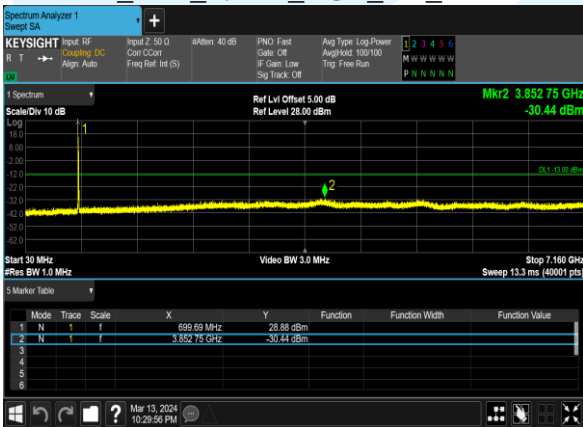 Spectrum Analyzer 1
Swept SA
+
KEYSIGHT Input: RF Input Z: 50 Ω #Atten: 40 dB PNO: Fast Avg Type: Log-Power 1 2 3 4 5 6
R T Coupling: DC Corr CCorr Gate: Off Avg|Hold: 100/100 M W W W W W
Align: Auto Freq Ref: Int (S) IF Gain: Low Trig: Free Run
LW Sig Track: Off P N N N N N
1 Spectrum Ref Lvl Offset 5.00 dB Mkr2 3.852 75 GHz
Scale/Div 10 dB Ref Level 28.00 dBm -30.44 dBm
Log
18.0 1
8.00
-2.00
-12.0 DL1 -13.00 dBm
-22.0 2
-32.0
-42.0
-52.0
-62.0
Start 30 MHz Video BW 3.0 MHz Stop 7.160 GHz
#Res BW 1.0 MHz Sweep 13.3 ms (40001 pts)
5 Marker Table
Mode Trace Scale X Y Function Function Width Function Value
1 N 1 f 699.69 MHz 28.88 dBm
2 N 1 f 3.852 75 GHz -30.44 dBm
3
4
5
6
? Mar 13, 2024
10:29:56 PM